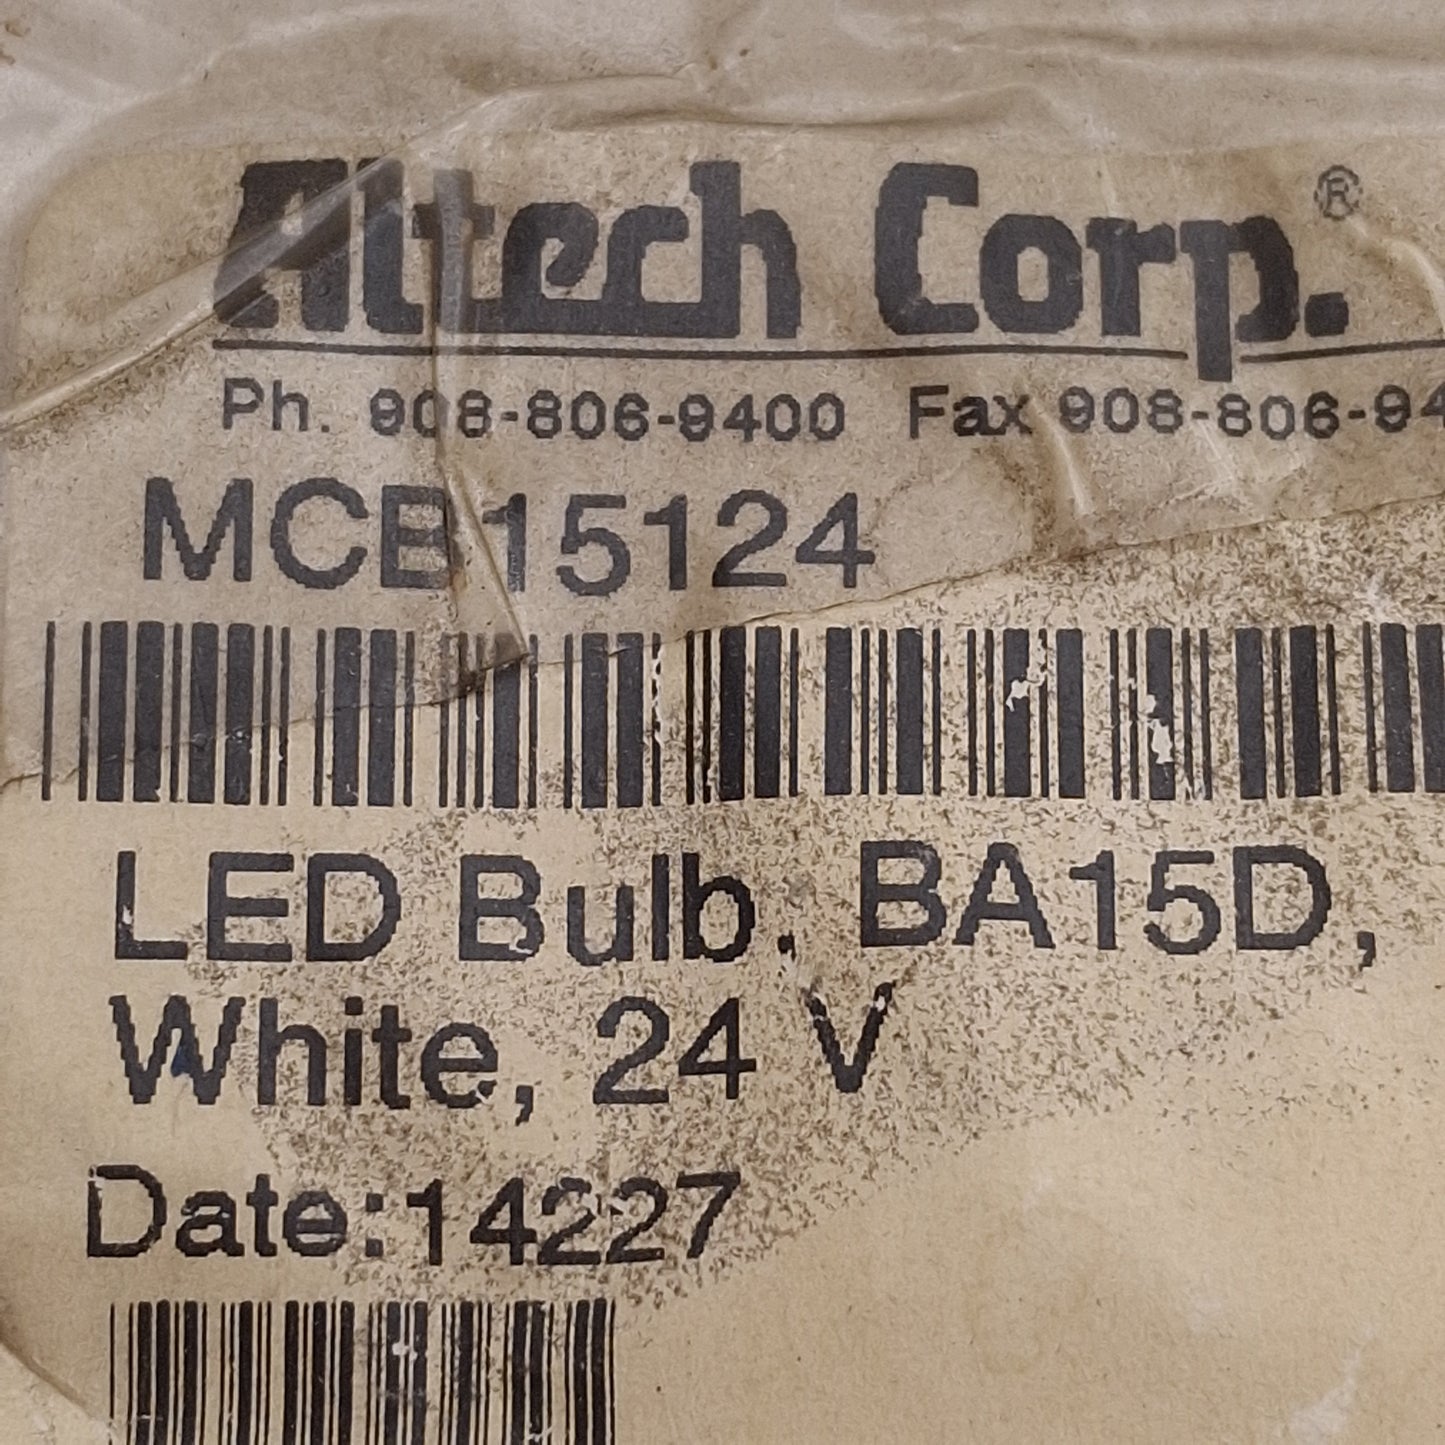 Altech Corp.®
Ph. 908-806-9400 Fax 908-806-94
MCB15124
LED Bulb, BA15D,
White, 24 V
Date:14227